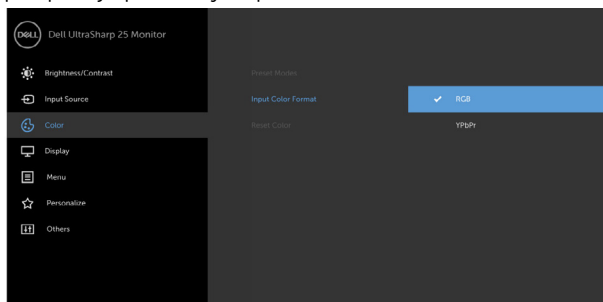 DELL Dell UltraSharp 25 Monitor
Brightness/Contrast
Preset Modes
Input Source
Input Color Format
RGB
Color
Reset Color
YPbPr
Display
Menu
Personalize
Others